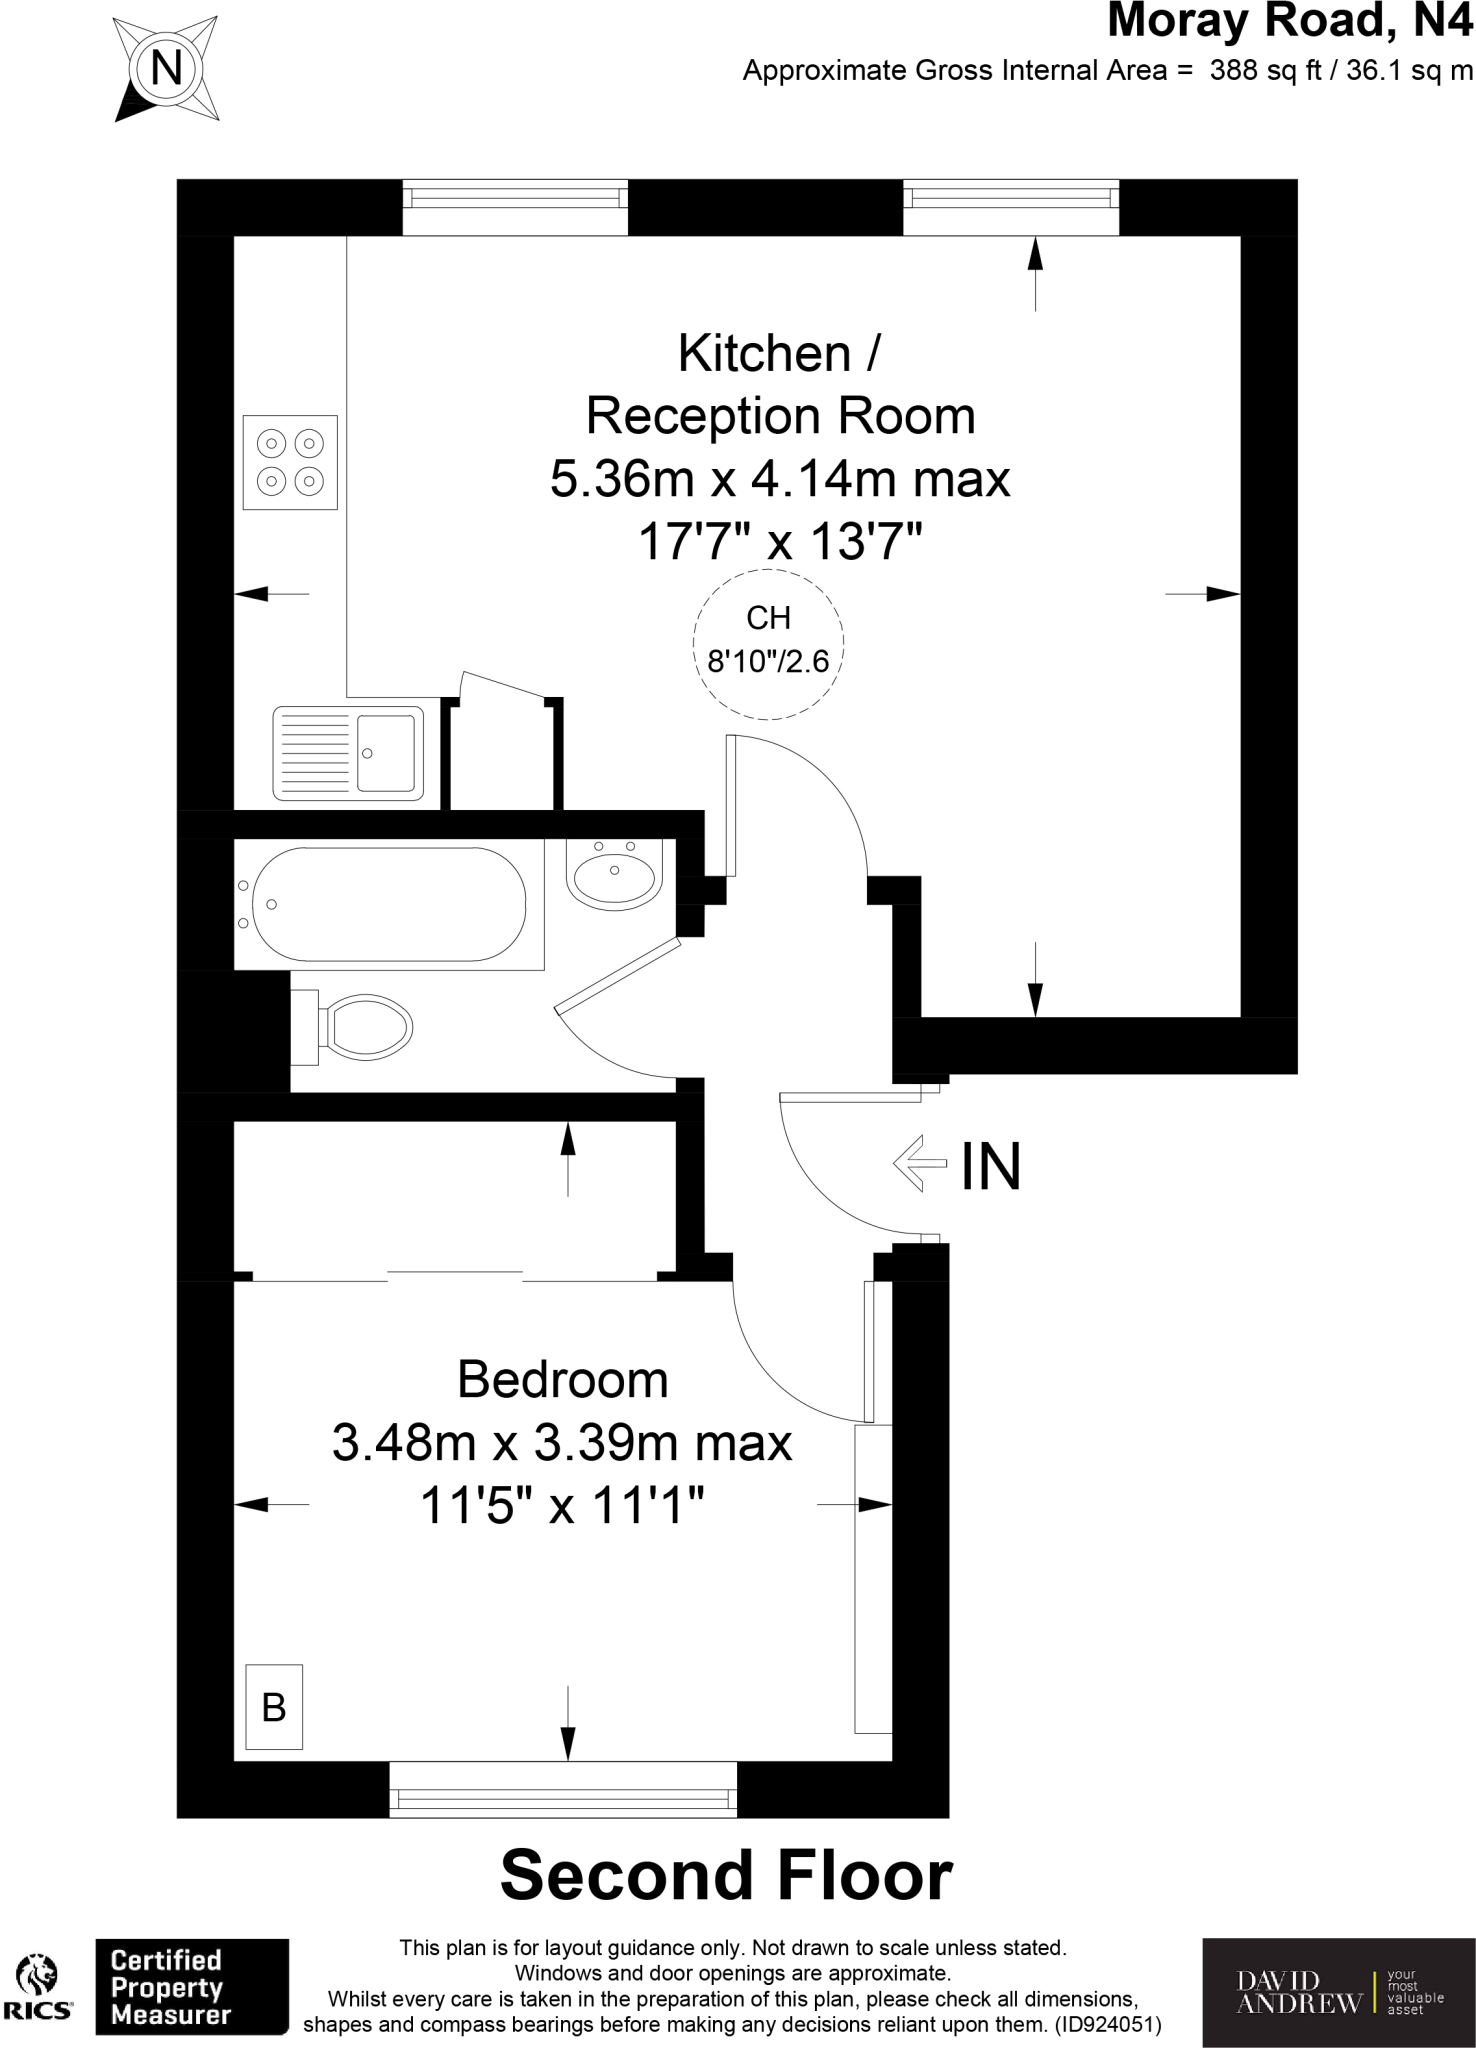 Moray Road, N4
Approximate Gross Internal Area = 388 sq ft / 36.1 sq m
N
Kitchen /
Reception Room
5.36m x 4.14m max
17'7" x 13'7"
CH
8'10"/2.6
IN
Bedroom
3.48m x 3.39m max
11'5" x 11'1"
B
Second Floor
This plan is for layout guidance only. Not drawn to scale unless stated.
Windows and door openings are approximate.
Whilst every care is taken in the preparation of this plan, please check all dimensions,
shapes and compass bearings before making any decisions reliant upon them. (ID924051)
RICS
Certified
Property
Measurer
DAVID
ANDREW
your
most
valuable
asset